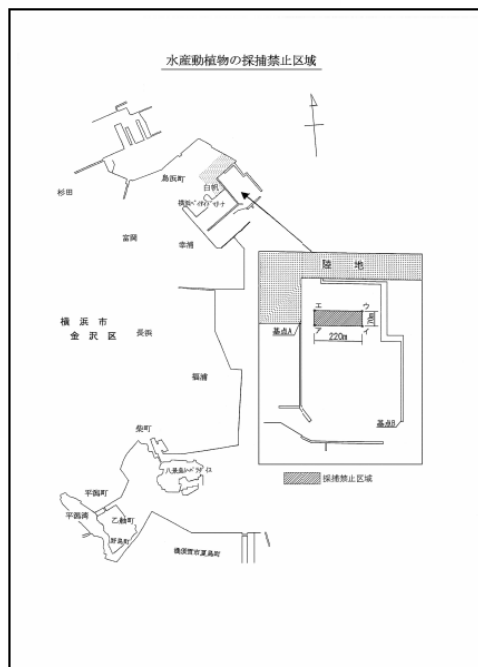 水産動植物の採捕禁止区域
鳥浜町
杉田
白帆
横浜ベイサイドマリーナ
富岡
幸浦
陸 地
エ
ウ
70m
基点A
ア
イ
220m
横 浜 市
金 沢 区
長浜
福浦
基点B
柴町
八景島シーパラダイス
採捕禁止区域
平潟町
平潟湾
乙舳町
野島町
横須賀市夏島町